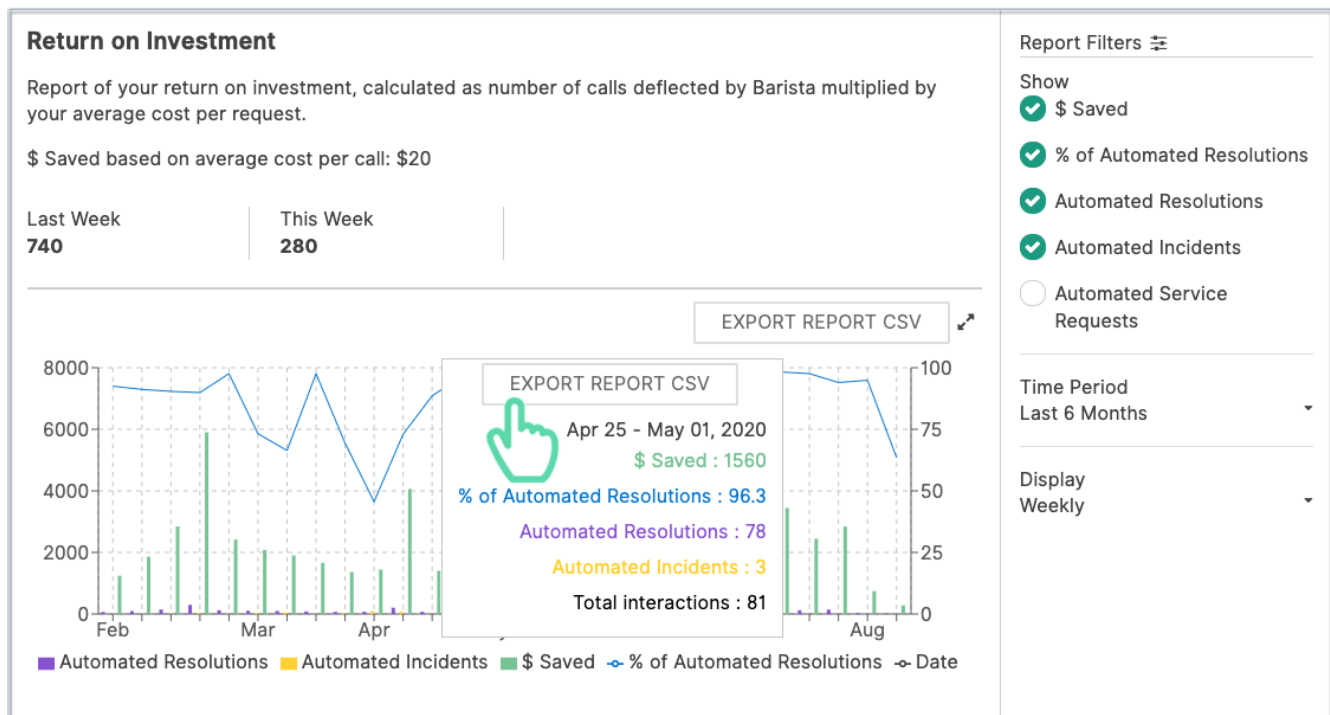 Return on Investment
Report of your return on investment, calculated as number of calls deflected by Barista multiplied by
your average cost per request.
$ Saved based on average cost per call: $20
Last Week
740
This Week
280
EXPORT REPORT CSV
8000
6000
4000
2000
0
100
75
50
25
0
Feb
Mar
Apr
Aug
EXPORT REPORT CSV
Apr 25 - May 01, 2020
$ Saved : 1560
% of Automated Resolutions : 96.3
Automated Resolutions : 78
Automated Incidents : 3
Total interactions : 81
Automated Resolutions
Automated Incidents
$ Saved
% of Automated Resolutions
Date
Report Filters
Show
$ Saved
% of Automated Resolutions
Automated Resolutions
Automated Incidents
Automated Service
Requests
Time Period
Last 6 Months
Display
Weekly